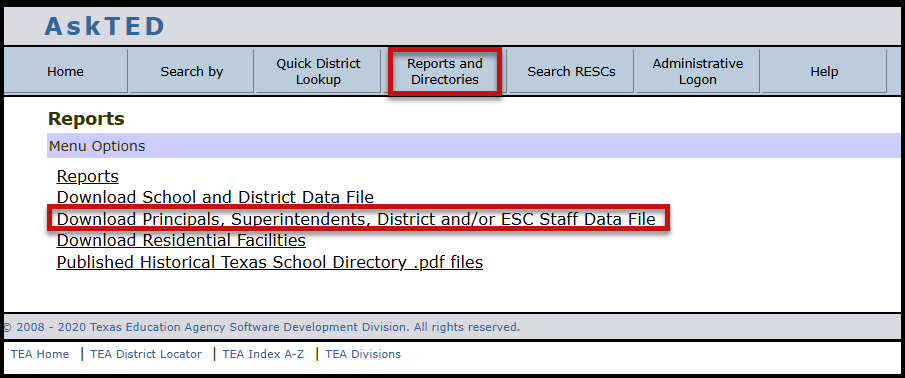 AskTED
Home
Search by
Quick District
Lookup
Reports and
Directories
Search RESCs
Administrative
Logon
Help
Reports
Menu Options
Reports
Download School and District Data File
Download Principals, Superintendents, District and/or ESC Staff Data File
Download Residential Facilities
Published Historical Texas School Directory .pdf files
© 2008 - 2020 Texas Education Agency Software Development Division. All rights reserved.
TEA Home | TEA District Locator | TEA Index A-Z | TEA Divisions